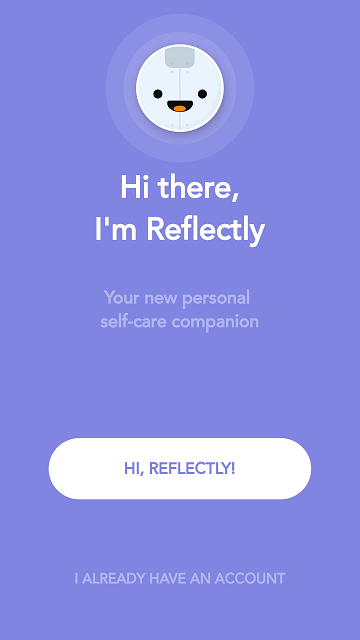 Hi there,
I'm Reflectly
Your new personal
self-care companion
HI, REFLECTLY!
I ALREADY HAVE AN ACCOUNT